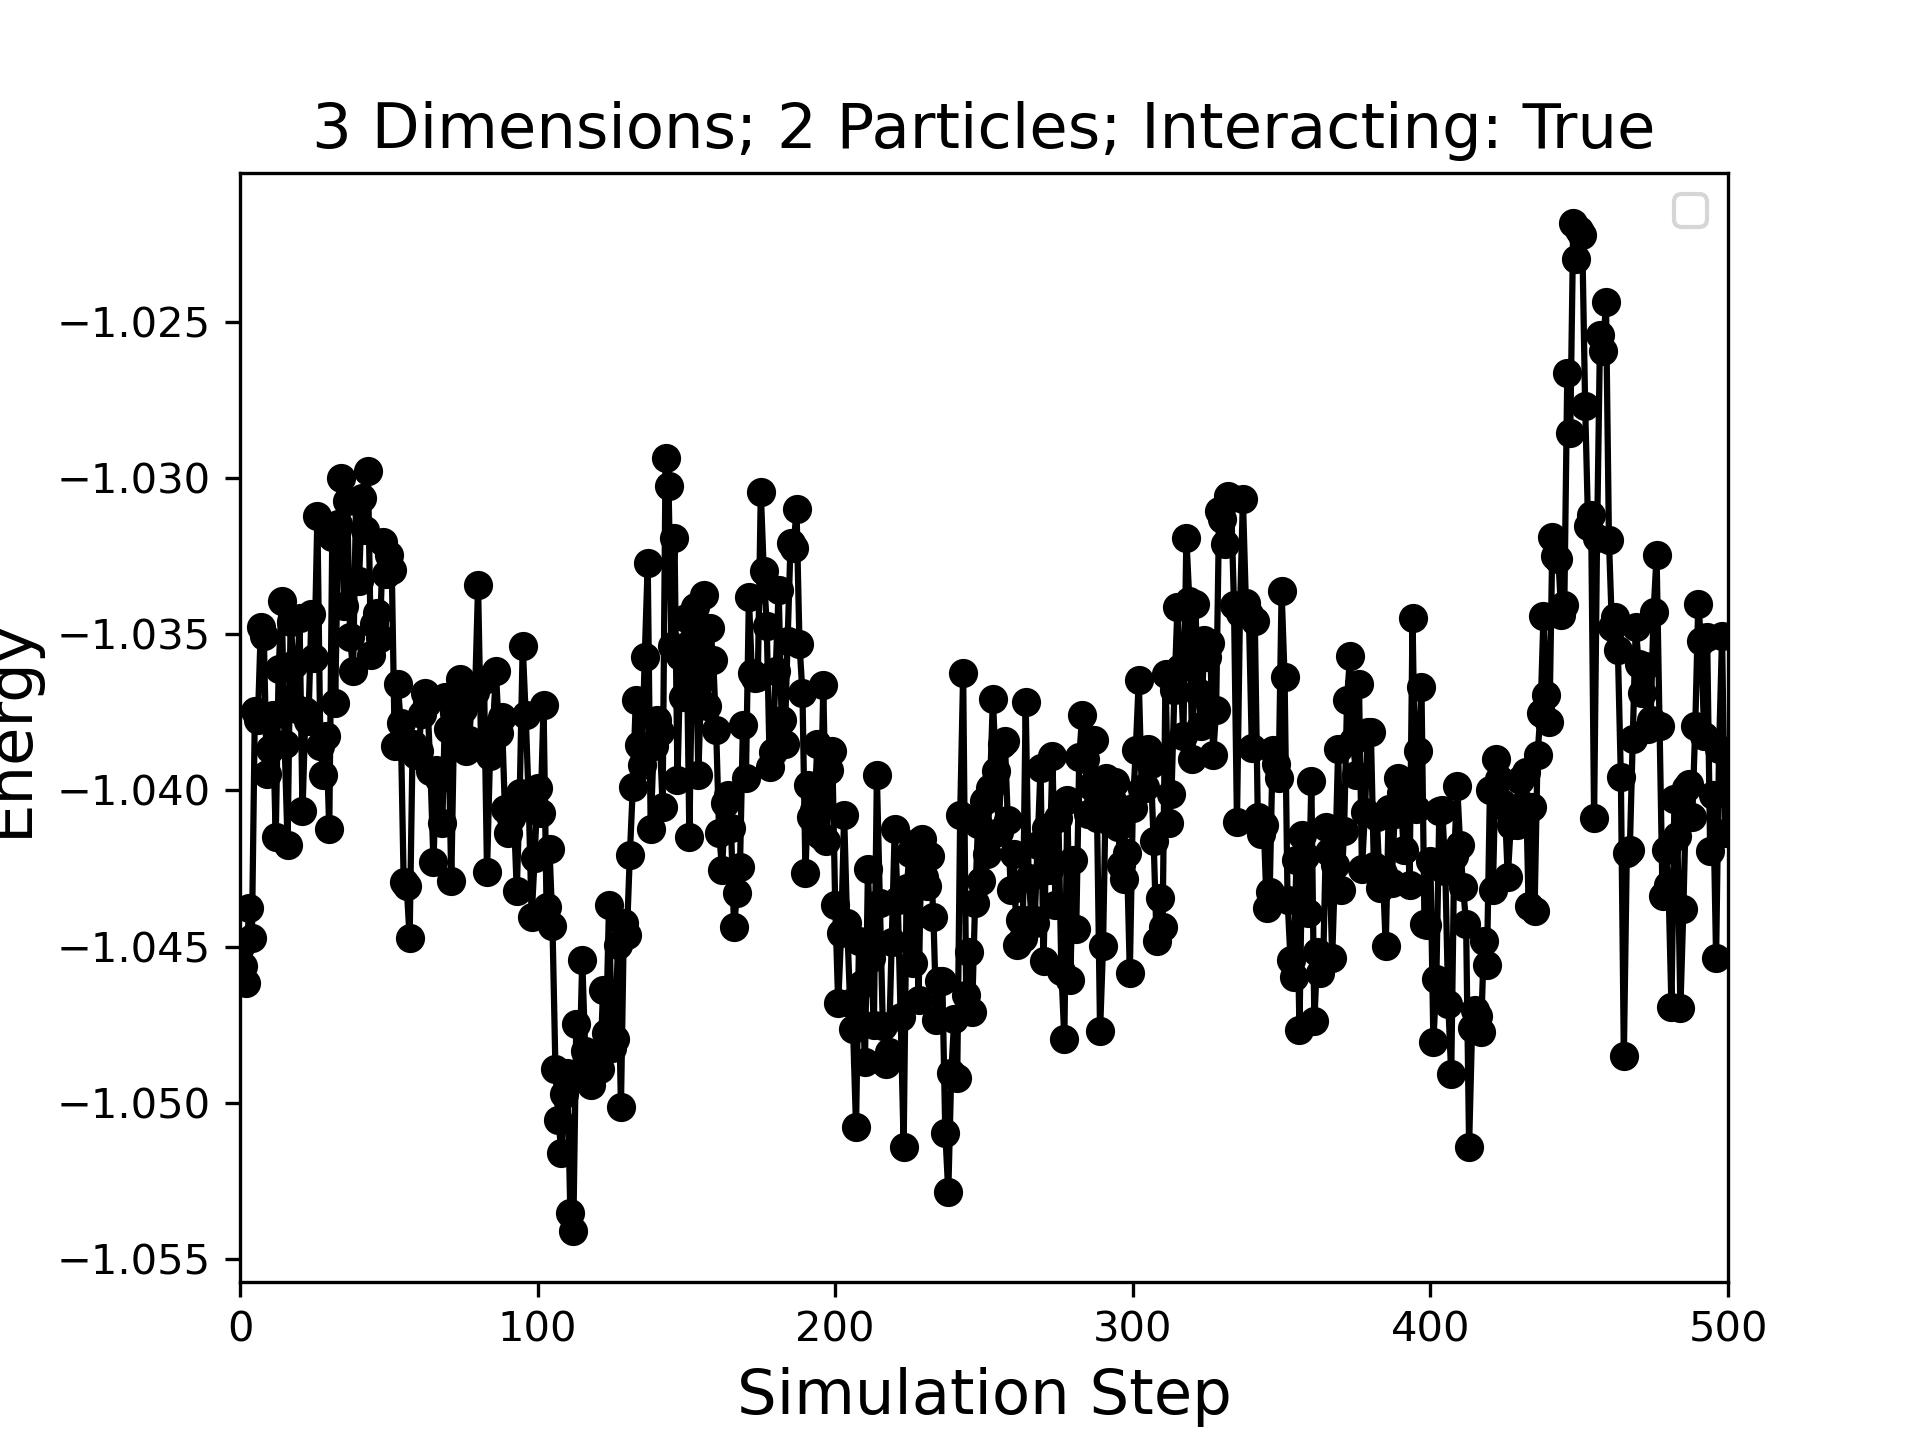 3 Dimensions; 2 Particles; Interacting: True
Energy
−1.025
−1.030
−1.035
−1.040
−1.045
−1.050
−1.055
0 100 200 300 400 500
Simulation Step